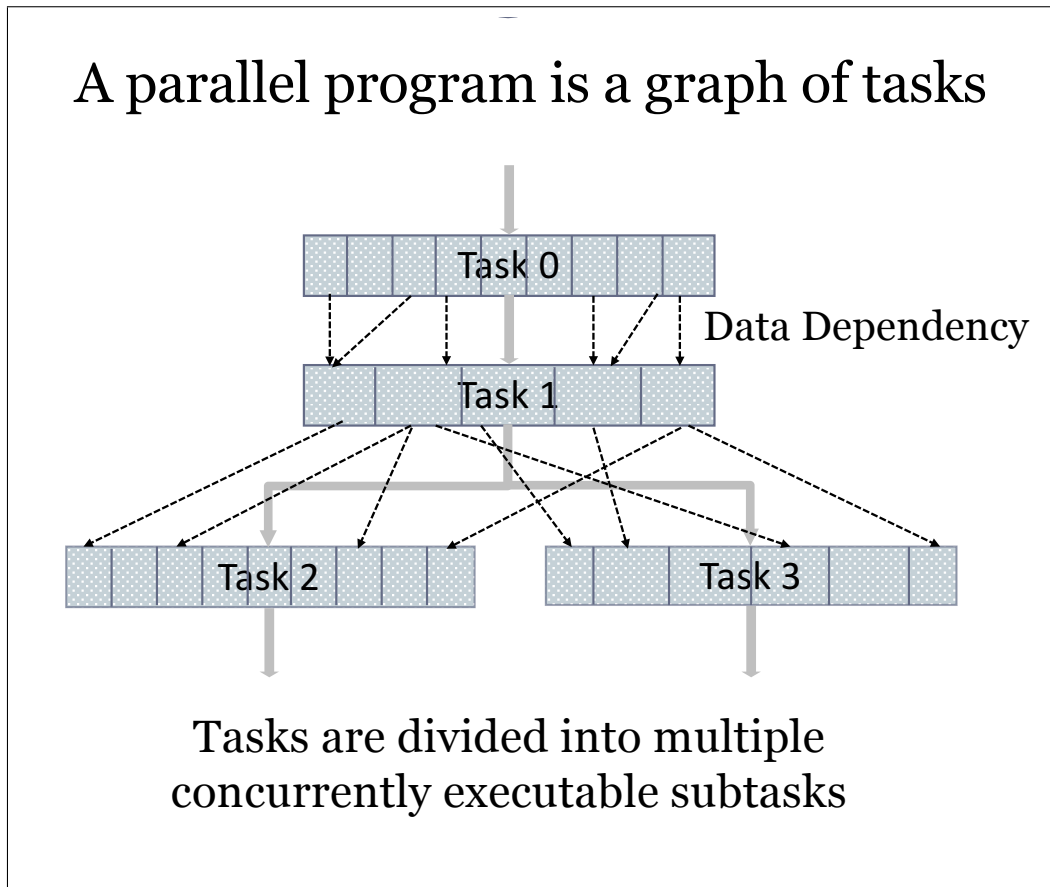 A parallel program is a graph of tasks
Task 0
Data Dependency
Task 1
Task 2
Task 3
Tasks are divided into multiple
concurrently executable subtasks